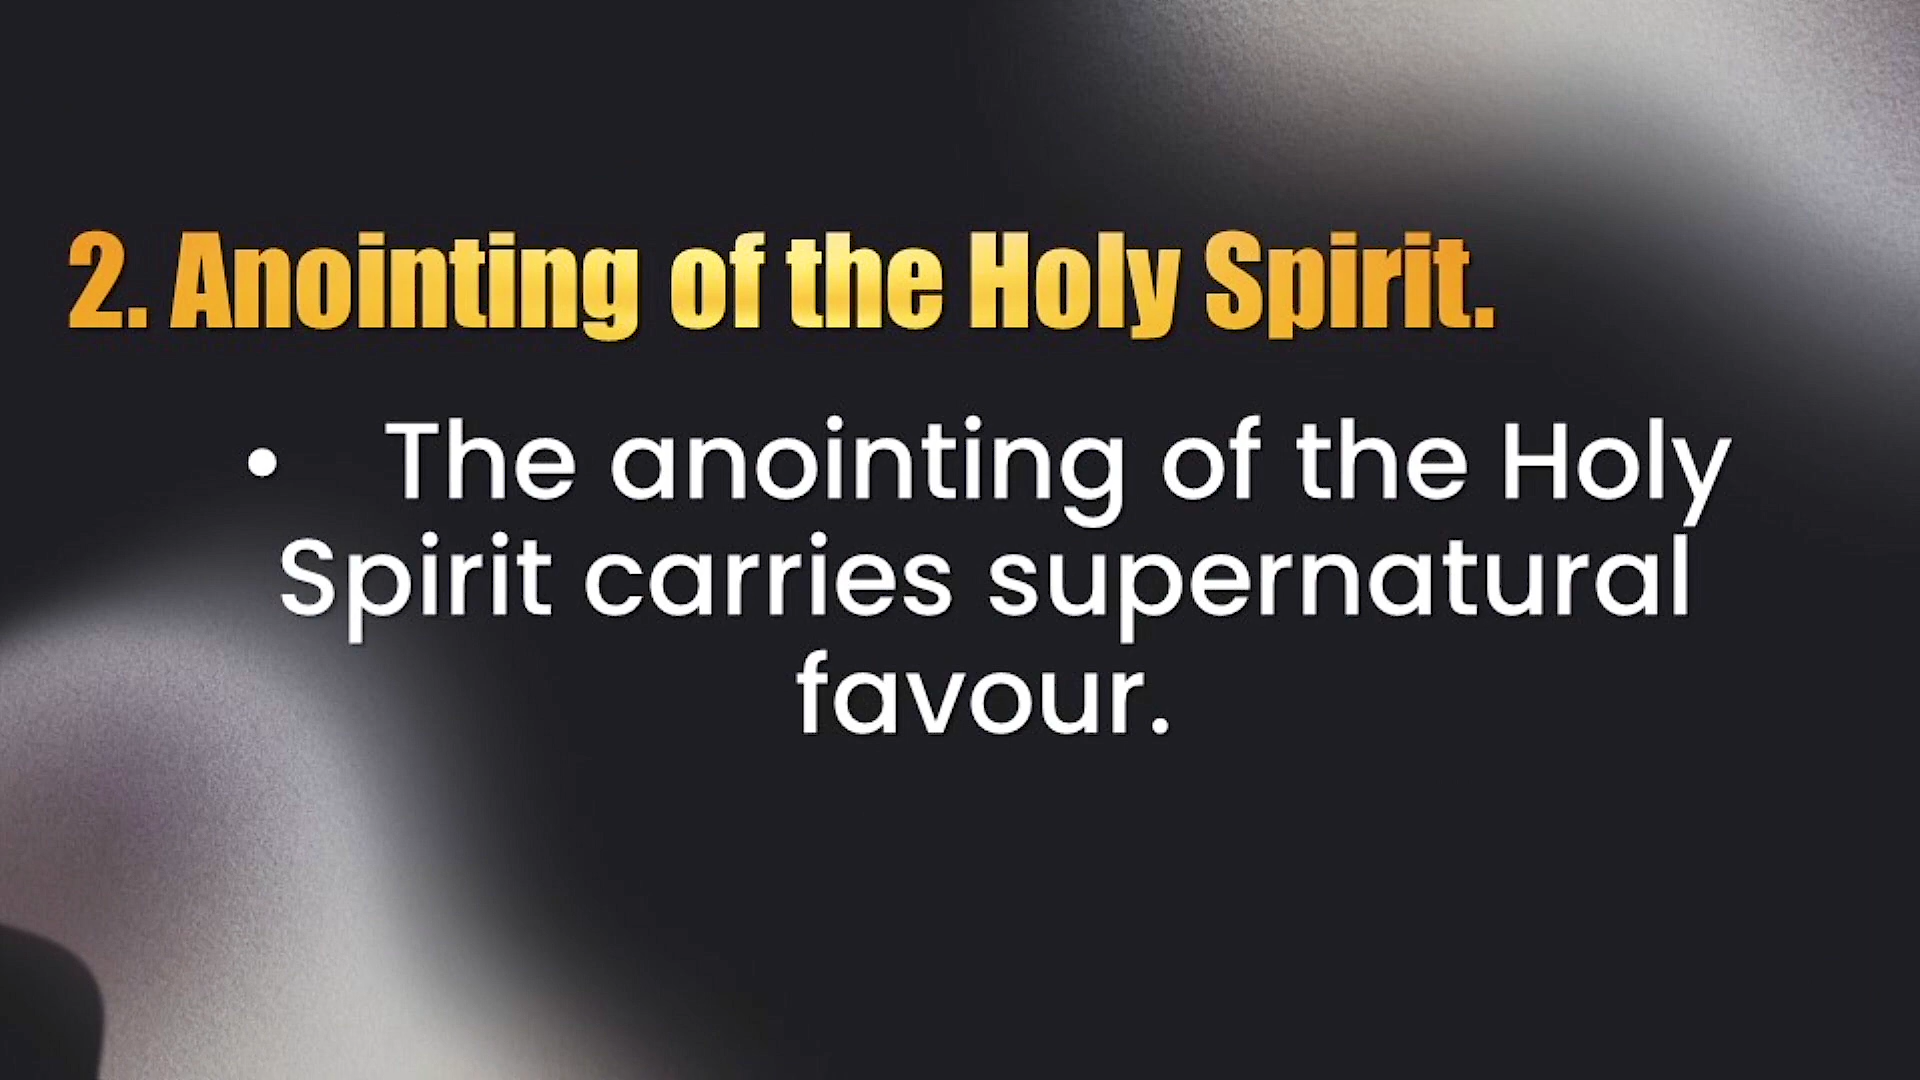 2. Anointing of the Holy Spirit.
• The anointing of the Holy
Spirit carries supernatural
favour.